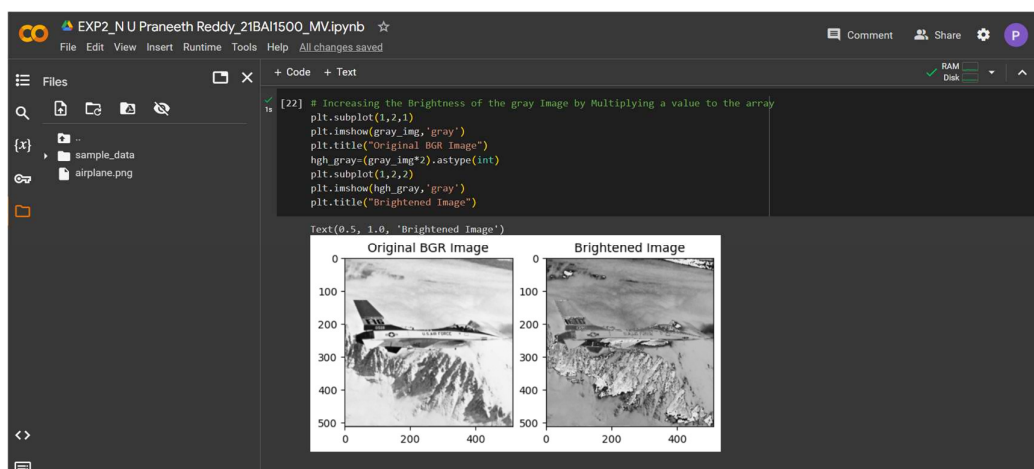 EXP2_N U Praneeth Reddy_21BAI1500_MV.ipynb
File Edit View Insert Runtime Tools Help All changes saved
Comment Share P
Files
+ Code + Text
RAM
Disk
{x}
..
sample_data
airplane.png
1s
[22] # Increasing the Brightness of the gray Image by Multiplying a value to the array
plt.subplot(1,2,1)
plt.imshow(gray_img,'gray')
plt.title("Original BGR Image")
hgh_gray=(gray_img*2).astype(int)
plt.subplot(1,2,2)
plt.imshow(hgh_gray,'gray')
plt.title("Brightened Image")
Text(0.5, 1.0, 'Brightened Image')
Original BGR Image
0
100
200
300
400
500
0 200 400
Brightened Image
0
100
200
300
400
500
0 200 400